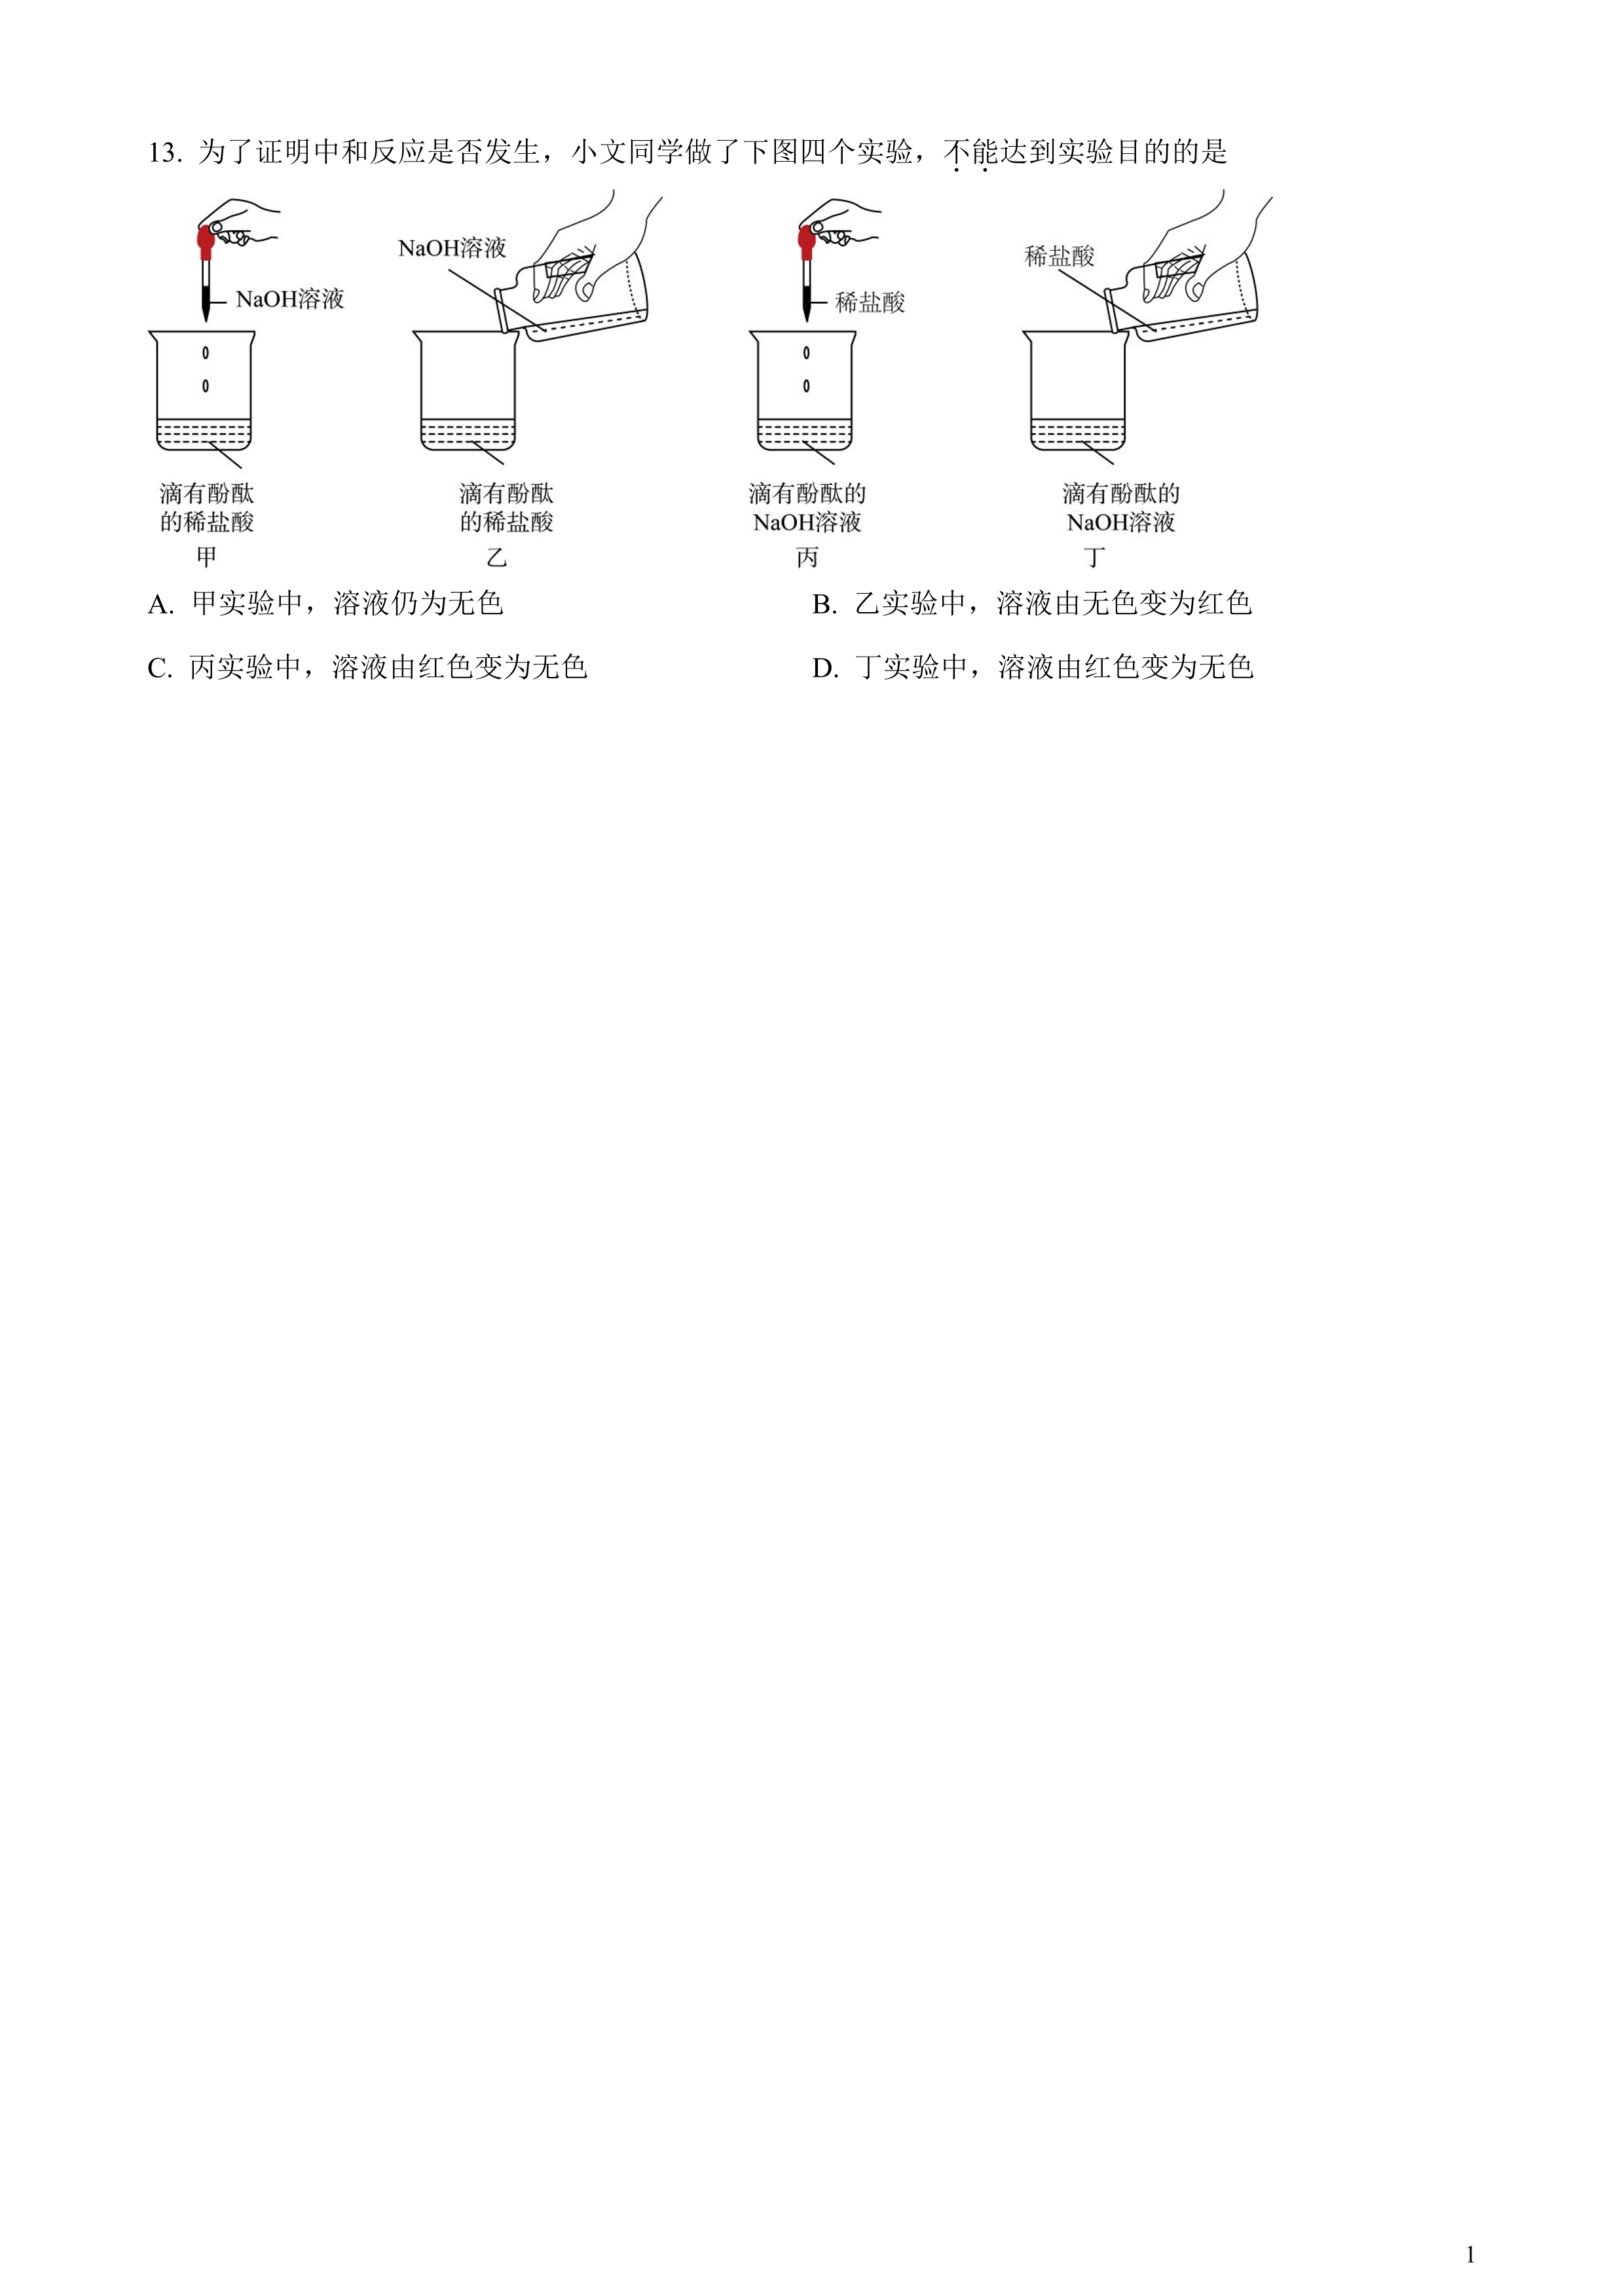 13. 为了证明中和反应是否发生，小文同学做了下图四个实验，不能达到实验目的的是
NaOH溶液
NaOH溶液
稀盐酸
稀盐酸
滴有酚酞
的稀盐酸
甲
滴有酚酞
的稀盐酸
乙
滴有酚酞的
NaOH溶液
丙
滴有酚酞的
NaOH溶液
丁
A. 甲实验中，溶液仍为无色
B. 乙实验中，溶液由无色变为红色
C. 丙实验中，溶液由红色变为无色
D. 丁实验中，溶液由红色变为无色
1